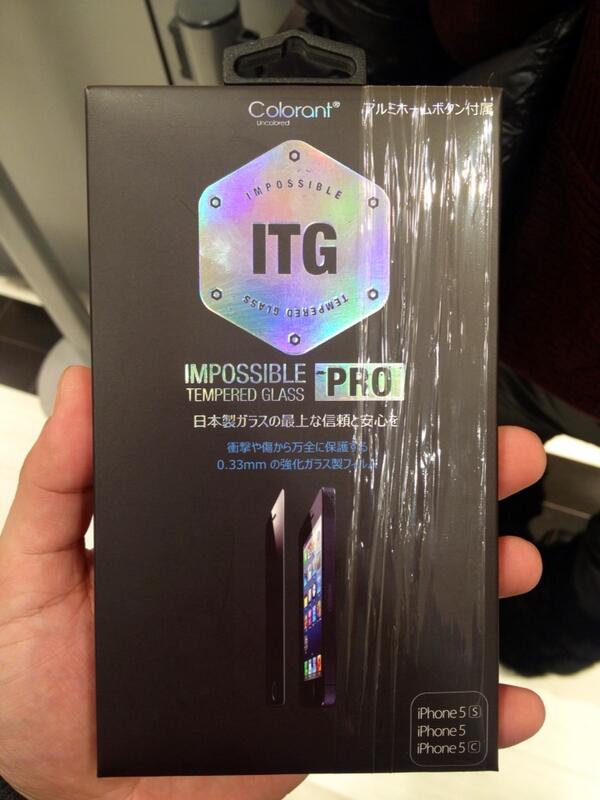 Colorant®
Uncolored
アルミホームボタン付属
IMPOSSIBLE
ITG
TEMPERED GLASS
IMPOSSIBLE PRO
TEMPERED GLASS
日本製ガラスの最上な信頼と安心を
衝撃や傷から万全に保護する
0.33mm の強化ガラス製フィルム
iPhone 5 S
iPhone 5
iPhone 5 C